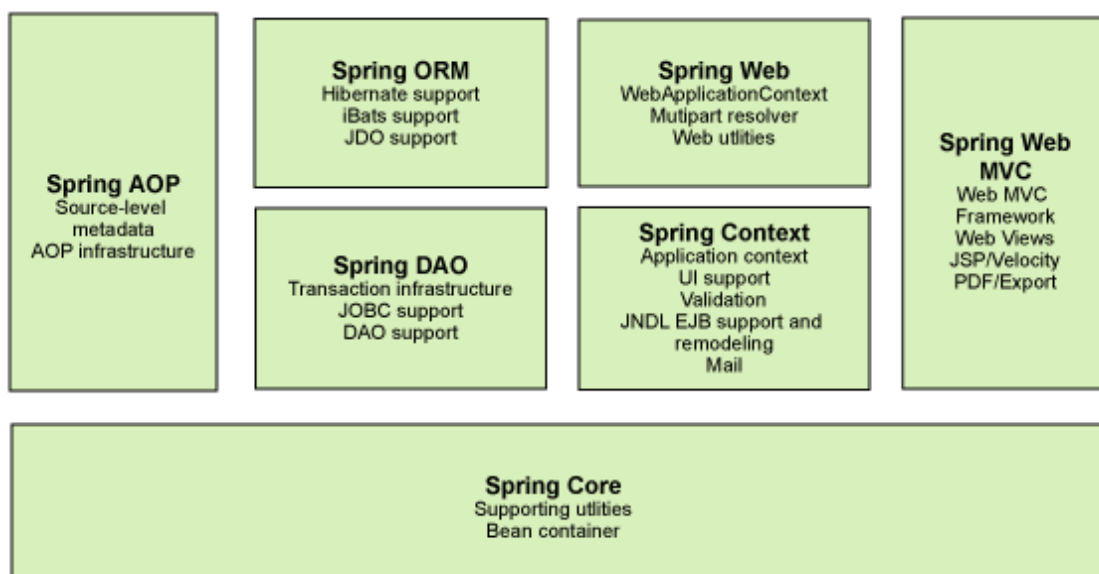 Spring AOP
Source-level
metadata
AOP infrastructure
Spring ORM
Hibernate support
iBats support
JDO support
Spring DAO
Transaction infrastructure
JOBC support
DAO support
Spring Web
WebApplicationContext
Mutipart resolver
Web utlities
Spring Context
Application context
UI support
Validation
JNDL EJB support and
remodeling
Mail
Spring Web
MVC
Web MVC
Framework
Web Views
JSP/Velocity
PDF/Export
Spring Core
Supporting utlities
Bean container